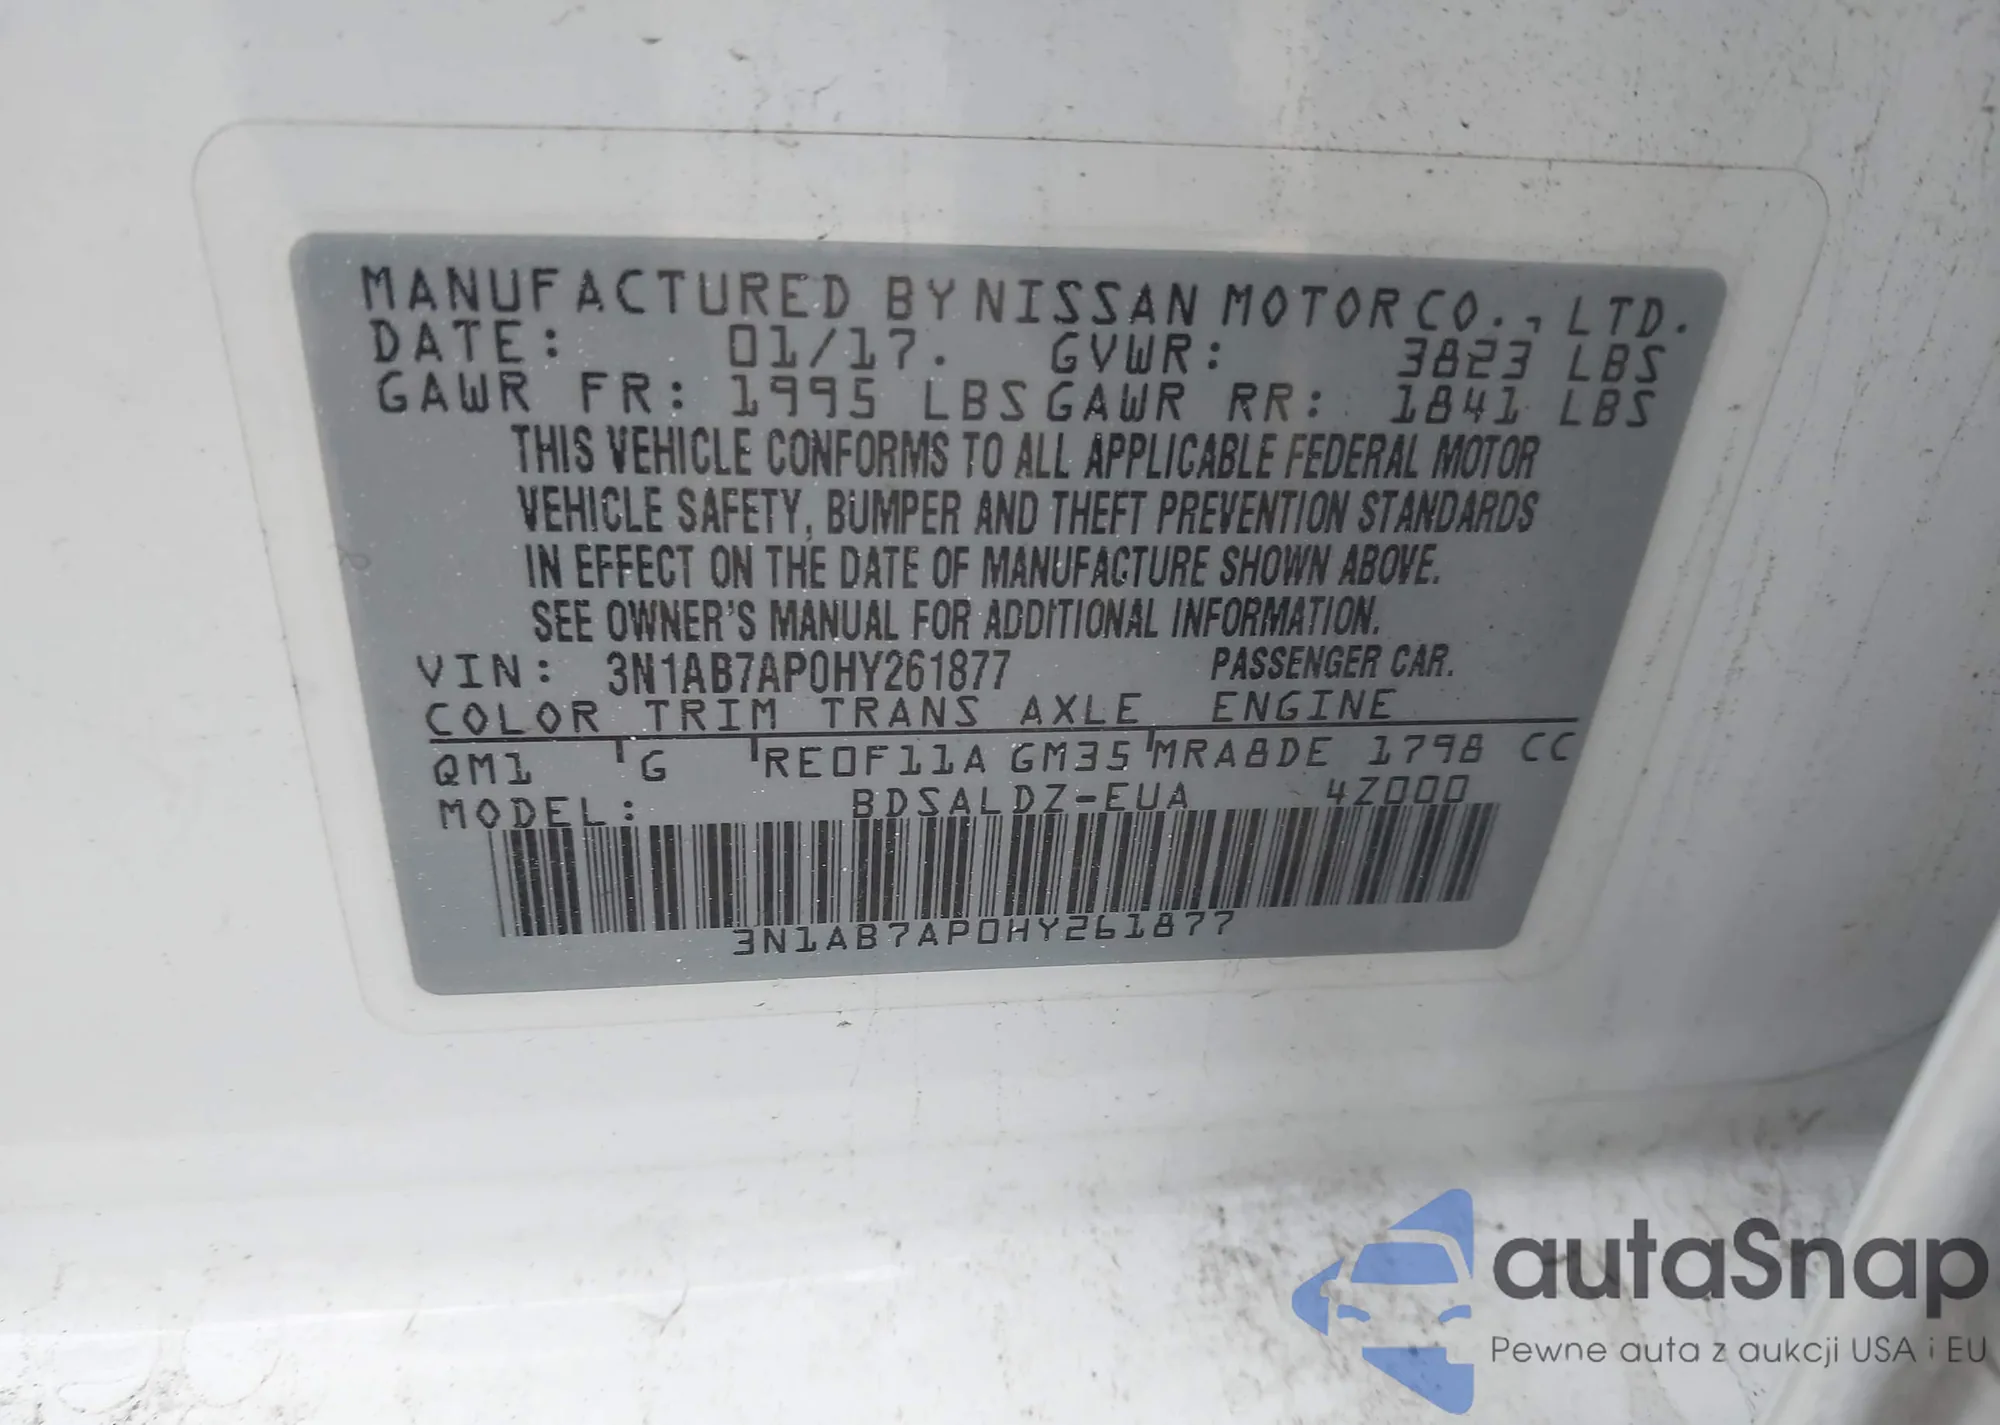 MANUFACTURED BY NISSAN MOTOR CO., LTD.
DATE: 01/17. GVWR: 3823 LBS
GAWR FR: 1995 LBS GAWR RR: 1841 LBS
THIS VEHICLE CONFORMS TO ALL APPLICABLE FEDERAL MOTOR
VEHICLE SAFETY, BUMPER AND THEFT PREVENTION STANDARDS
IN EFFECT ON THE DATE OF MANUFACTURE SHOWN ABOVE.
SEE OWNER'S MANUAL FOR ADDITIONAL INFORMATION.
VIN: 3N1AB7AP0HY261877 PASSENGER CAR.
COLOR TRIM TRANS AXLE ENGINE
QM1 G RE0F11A GM35 MRA8DE 1798 CC
MODEL: BDSALDZ-EUA 4Z000
3N1AB7AP0HY261877
autaSnap
Pewne auta z aukcji USA i EU